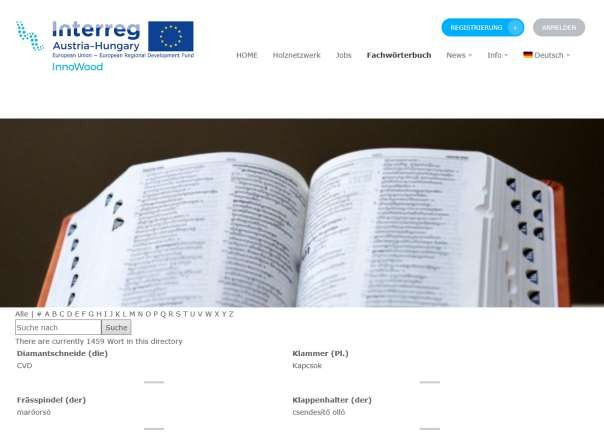 Interreg
Austria-Hungary
European Union – European Regional Development Fund
InnoWood
REGISTRIERUNG
ANMELDEN
HOME Holznetzwerk Jobs Fachwörterbuch News Info Deutsch
Alle | # A B C D E F G H I J K L M N O P Q R S T U V W X Y Z
Suche nach Suche
There are currently 1459 Wort in this directory
Diamantschneide (die)
CVD
Klammer (Pl.)
Kapcsok
Frässpindel (der)
maróorsó
Klappenhalter (der)
csendesítő olló